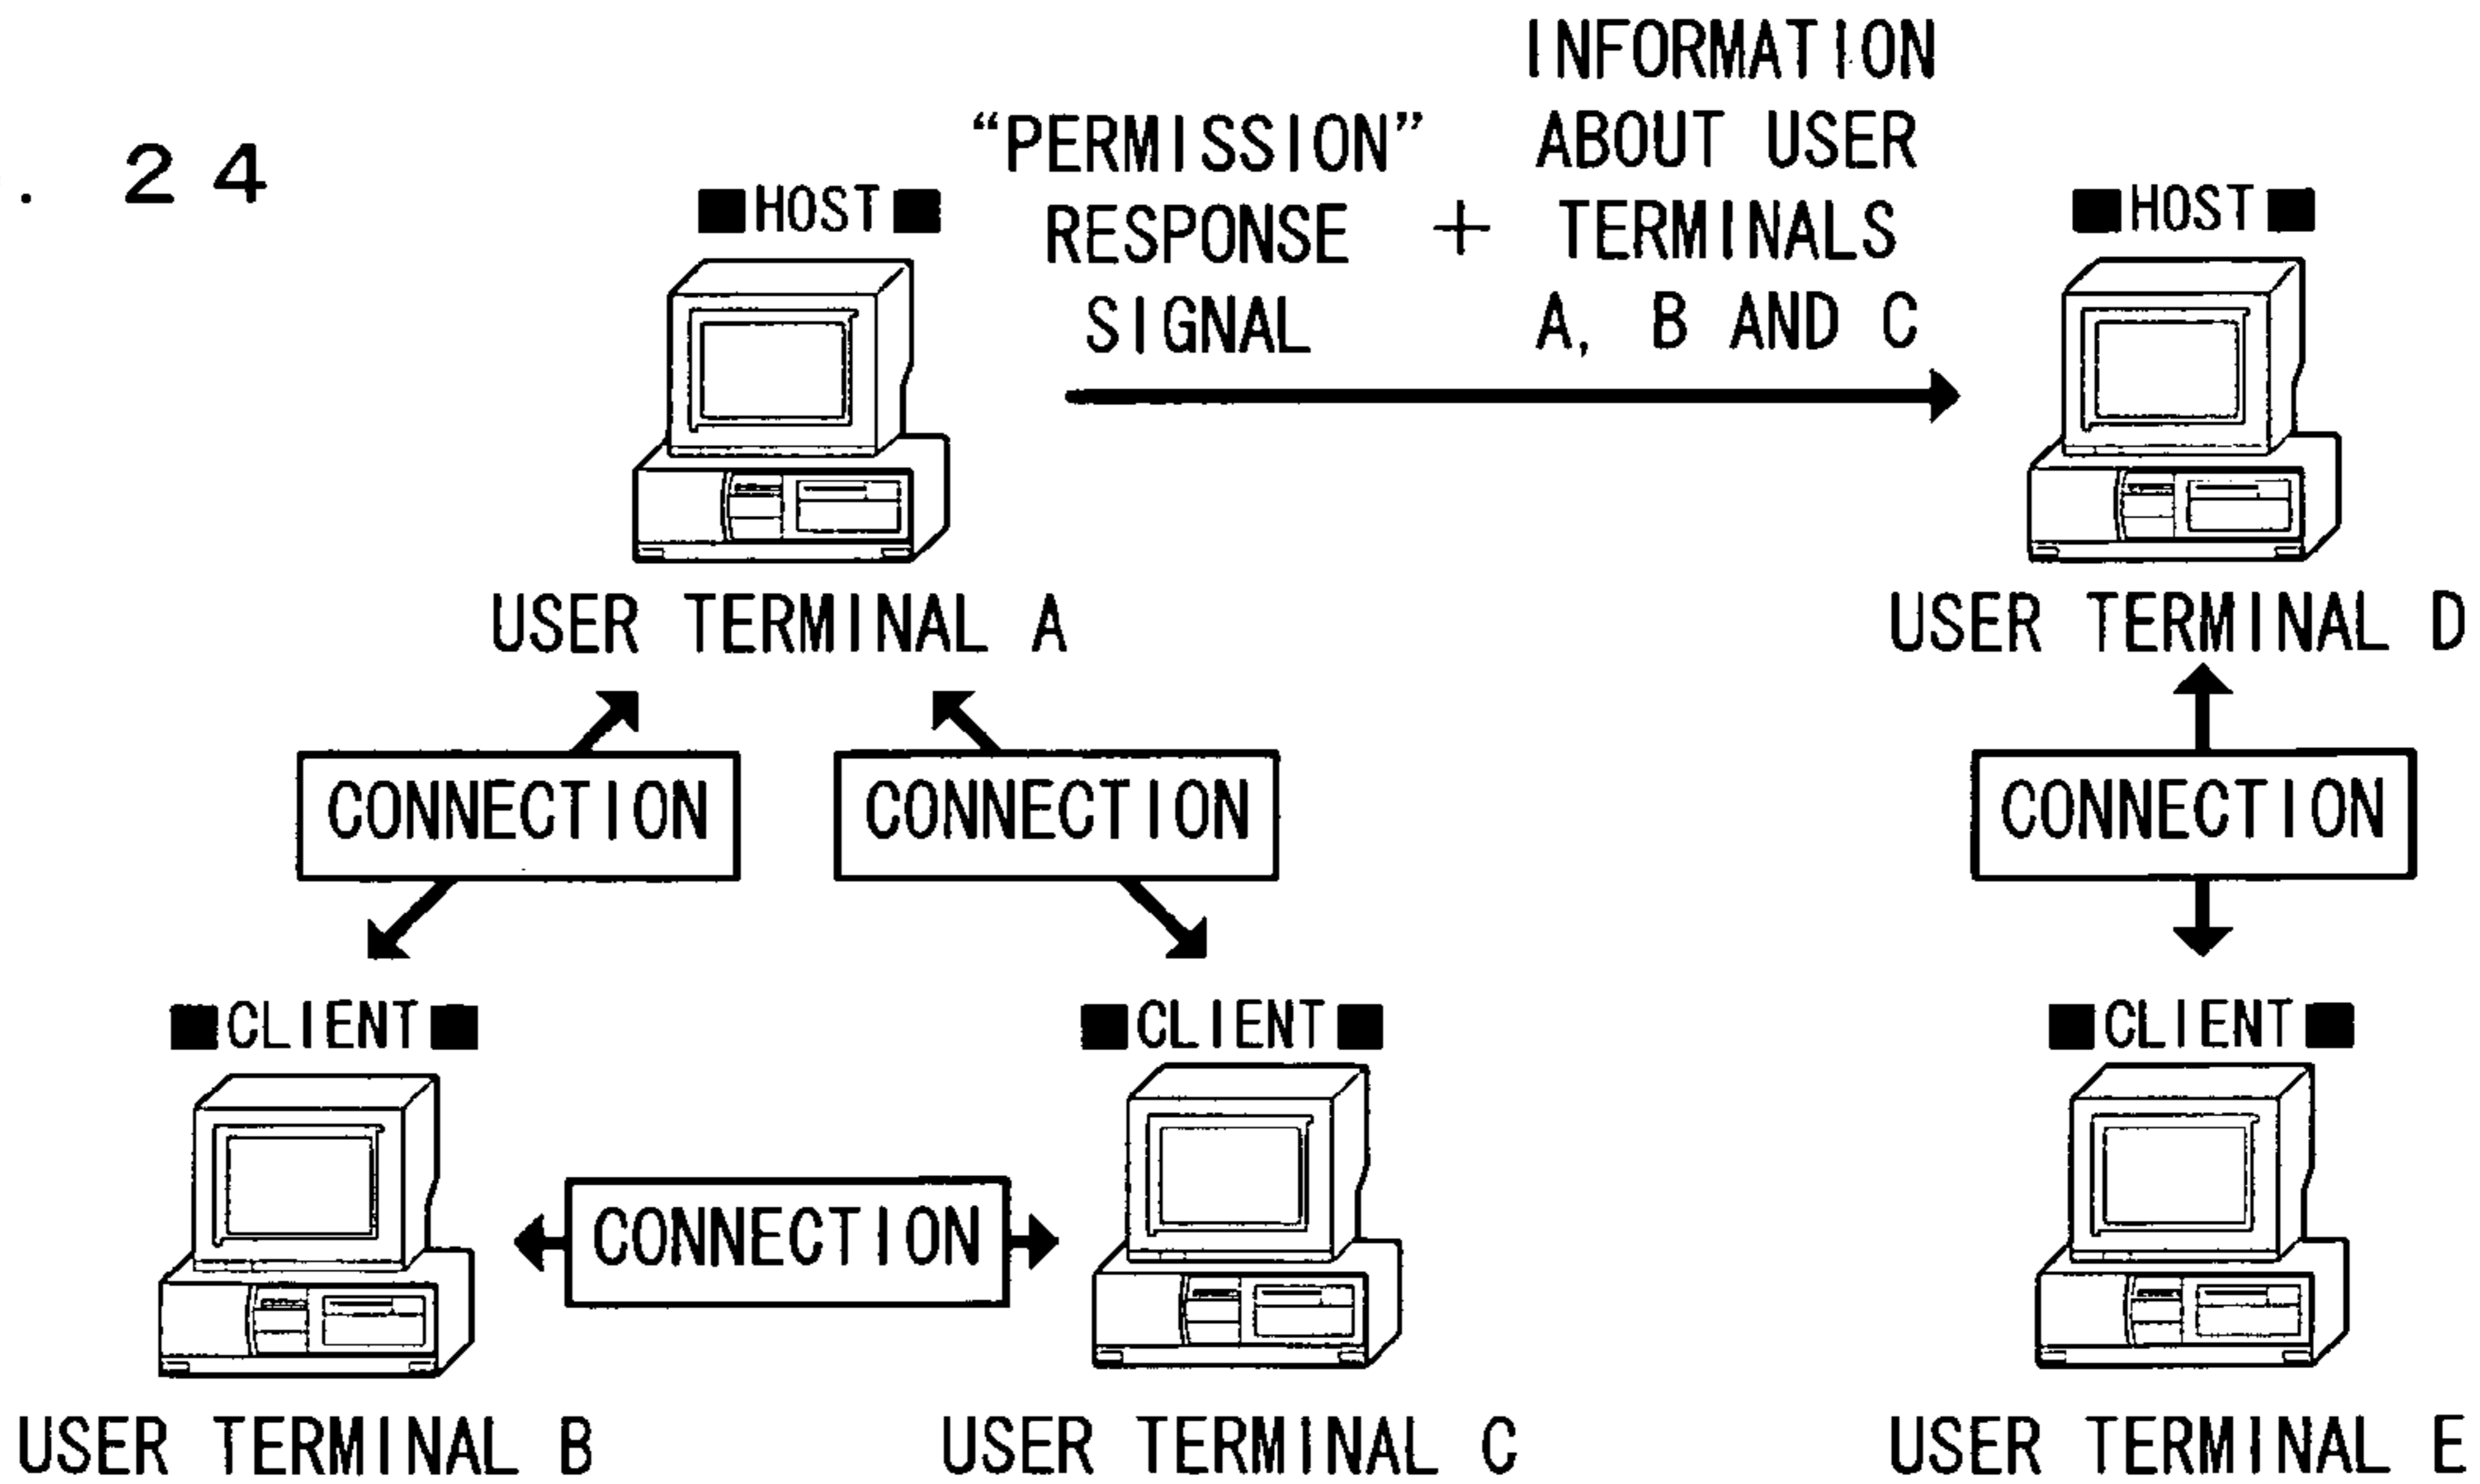 . 24
INFORMATION
"PERMISSION" ABOUT USER
■HOST■ RESPONSE + TERMINALS ■HOST■
SIGNAL A, B AND C
USER TERMINAL A USER TERMINAL D
CONNECTION CONNECTION CONNECTION
■CLIENT■ ■CLIENT■ ■CLIENT■
CONNECTION
USER TERMINAL B USER TERMINAL C USER TERMINAL E